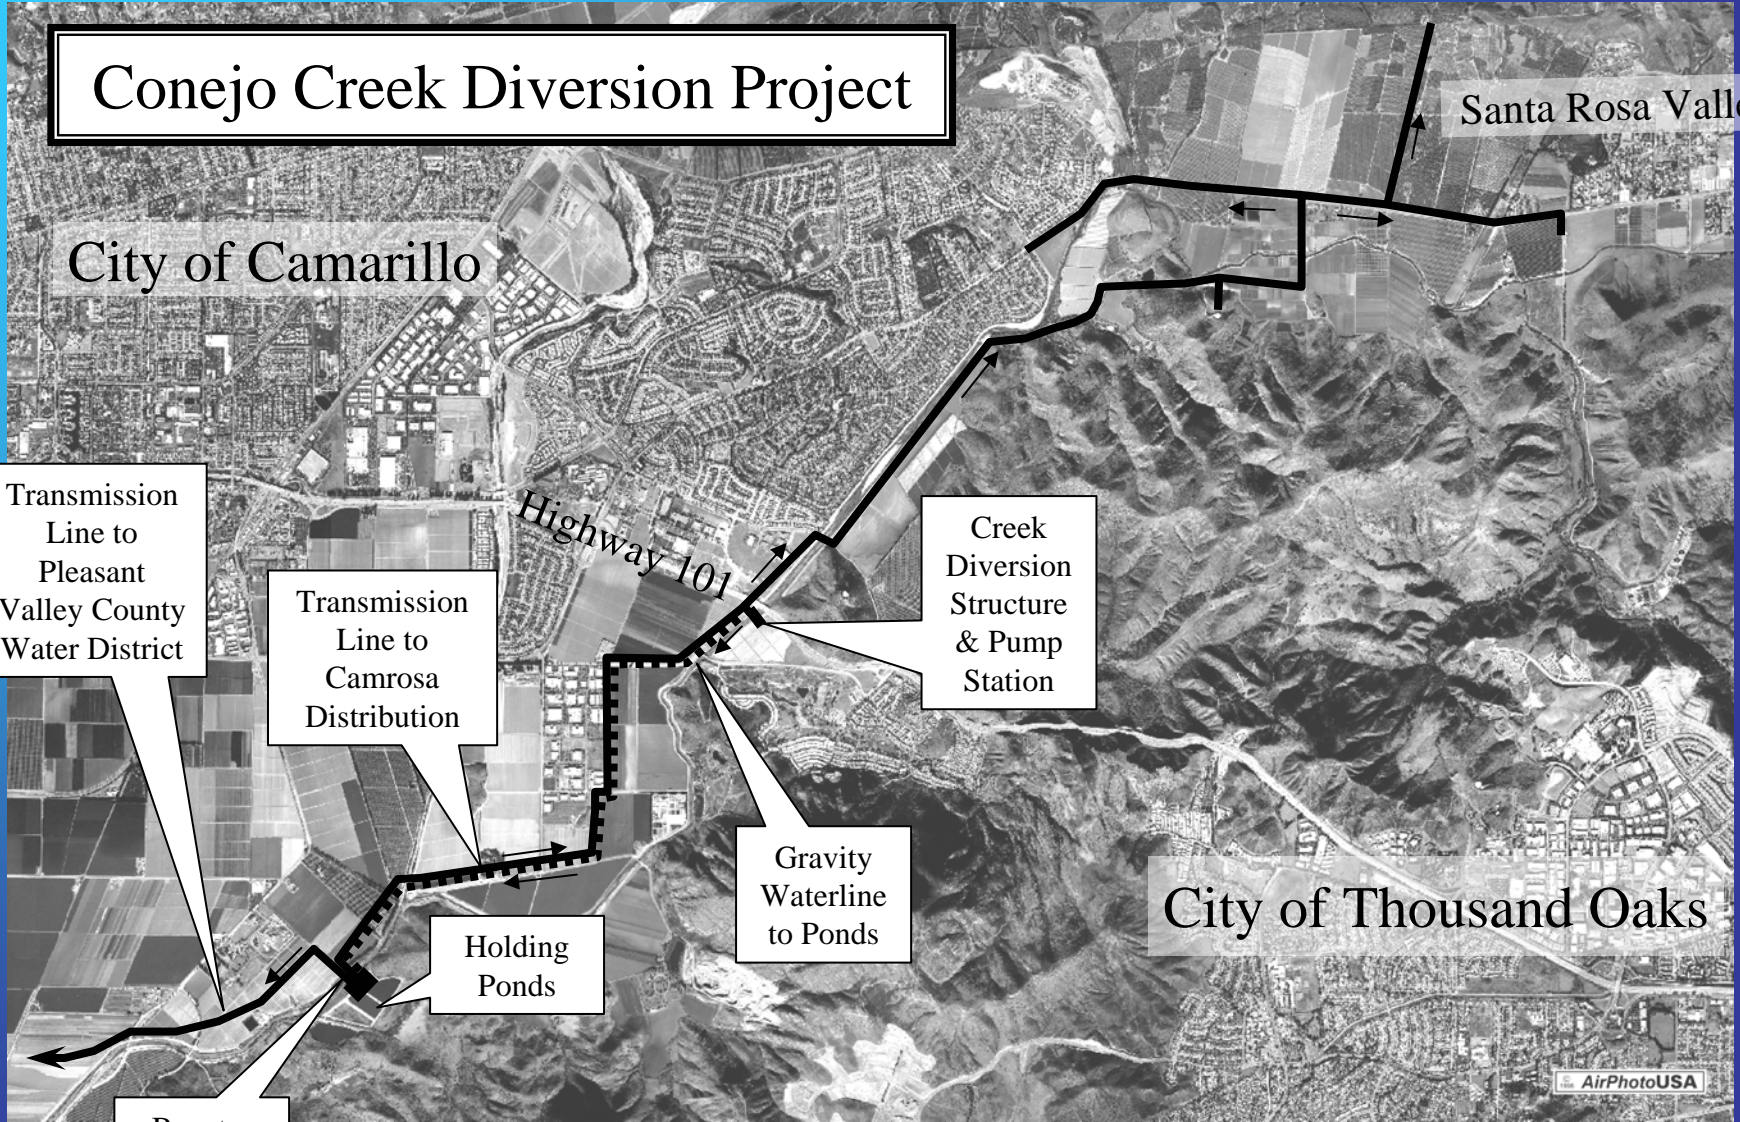 Conejo Creek Diversion Project
Santa Rosa
City of Camarillo
Transmission
Line to
Pleasant
Valley County
Water District
Highway 101
Creek
Diversion
Structure
& Pump
Station
Transmission
Line to
Camrosa
Distribution
Gravity
Waterline
to Ponds
City of Thousand Oaks
Holding
Ponds
AirPhotoUSA